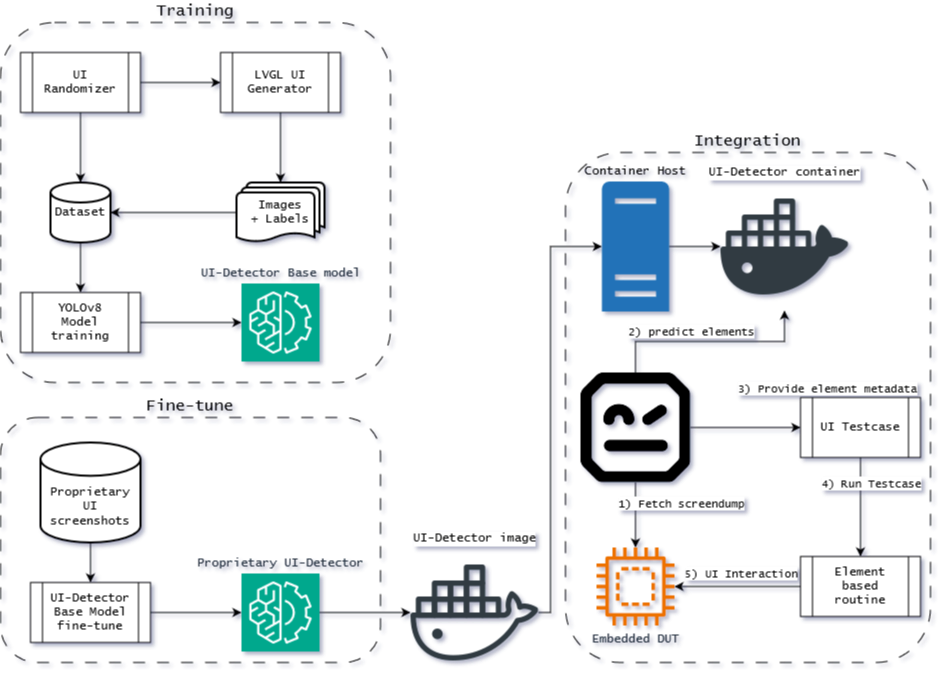 Training
UI
Randomizer
LVGL UI
Generator
Dataset
Images
+ Labels
UI-Detector Base model
YOLOv8
Model
training
Fine-tune
Proprietary
UI
screenshots
Proprietary UI-Detector
UI-Detector
Base Model
fine-tune
UI-Detector image
Integration
Container Host
UI-Detector container
2) predict elements
3) Provide element metadata
UI Testcase
4) Run Testcase
1) Fetch screendump
5) UI Interaction
Element
based
routine
Embedded DUT